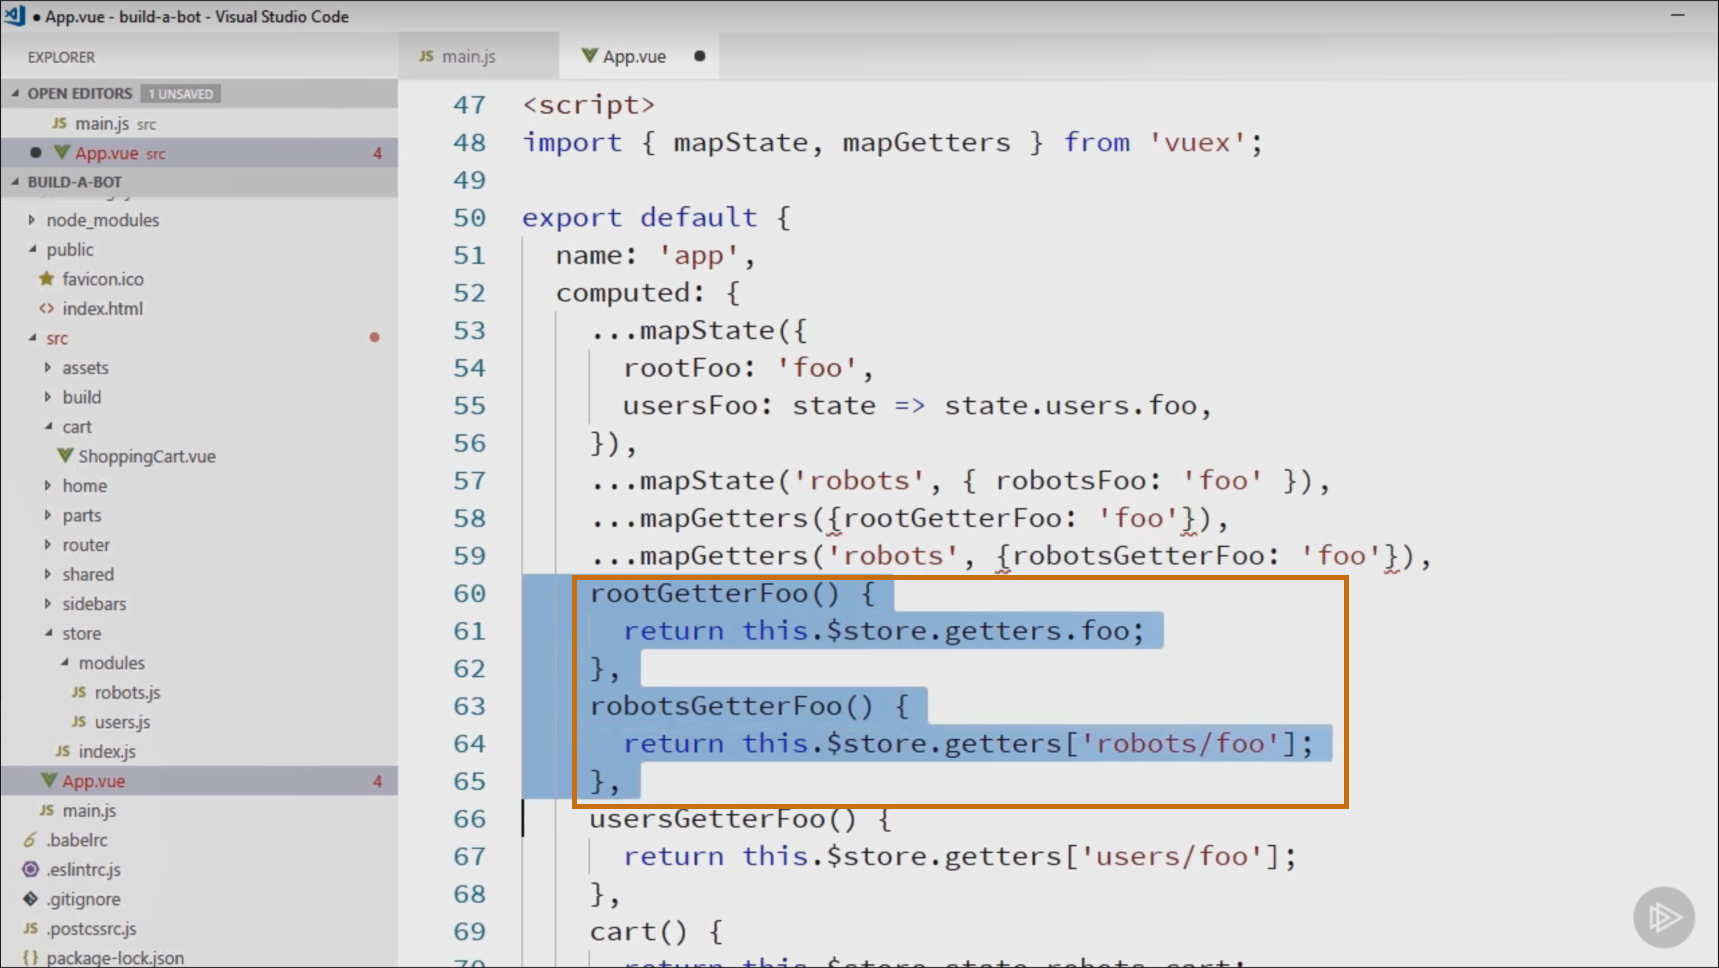 App.vue - build-a-bot - Visual Studio Code
EXPLORER
OPEN EDITORS 1 UNSAVED
JS main.js src
App.vue src 4
BUILD-A-BOT
node_modules
public
favicon.ico
<> index.html
src
assets
build
cart
ShoppingCart.vue
home
parts
router
shared
sidebars
store
modules
JS robots.js
JS users.js
JS index.js
App.vue 4
JS main.js
6 .babelrc
.eslintrc.js
.gitignore
JS .postcssrc.js
{} package-lock.json
JS main.js
App.vue
47 <script>
48 import { mapState, mapGetters } from 'vuex';
49
50 export default {
51 name: 'app',
52 computed: {
53 ...mapState({
54 rootFoo: 'foo',
55 usersFoo: state => state.users.foo,
56 }),
57 ...mapState('robots', { robotsFoo: 'foo' }),
58 ...mapGetters({rootGetterFoo: 'foo'}),
59 ...mapGetters('robots', {robotsGetterFoo: 'foo'}),
60 rootGetterFoo() {
61 return this.$store.getters.foo;
62 },
63 robotsGetterFoo() {
64 return this.$store.getters['robots/foo'];
65 },
66 usersGetterFoo() {
67 return this.$store.getters['users/foo'];
68 },
69 cart() {
70 return this.$store.state.robots.cart;